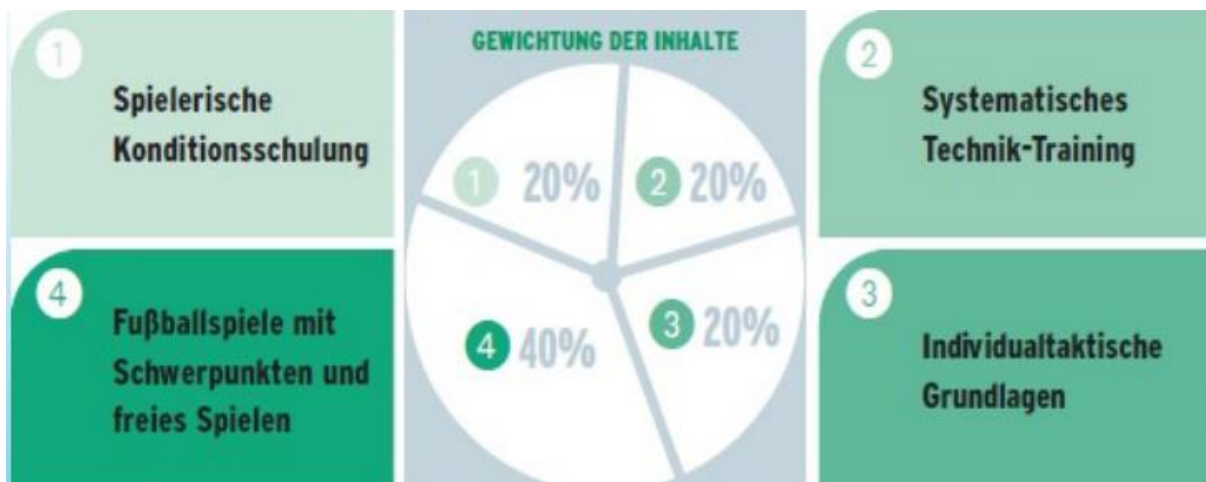 1
Spielerische
Konditionsschulung
GEWICHTUNG DER INHALTE
1 20%
2 20%
3 20%
4 40%
2
Systematisches
Technik-Training
4
Fußballspiele mit
Schwerpunkten und
freies Spielen
3
Individualtaktische
Grundlagen